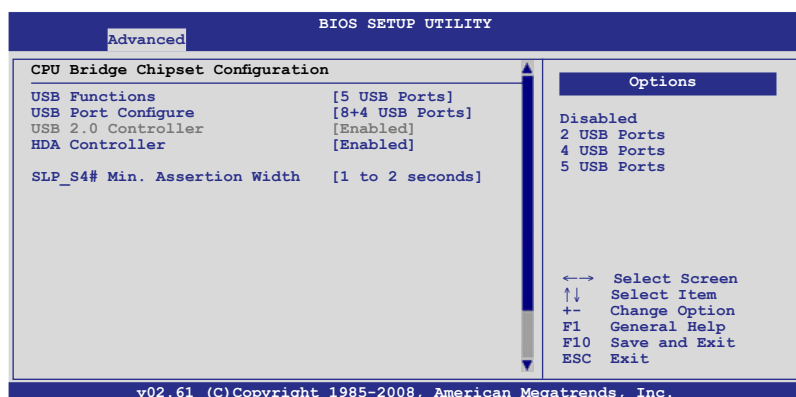 BIOS SETUP UTILITY
Advanced
CPU Bridge Chipset Configuration
USB Functions [5 USB Ports]
USB Port Configure [8+4 USB Ports]
USB 2.0 Controller [Enabled]
HDA Controller [Enabled]
SLP_S4# Min. Assertion Width [1 to 2 seconds]
Options
Disabled
2 USB Ports
4 USB Ports
5 USB Ports
←→ Select Screen
↑↓ Select Item
+- Change Option
F1 General Help
F10 Save and Exit
ESC Exit
v02.61 (C)Copyright 1985-2008, American Megatrends, Inc.